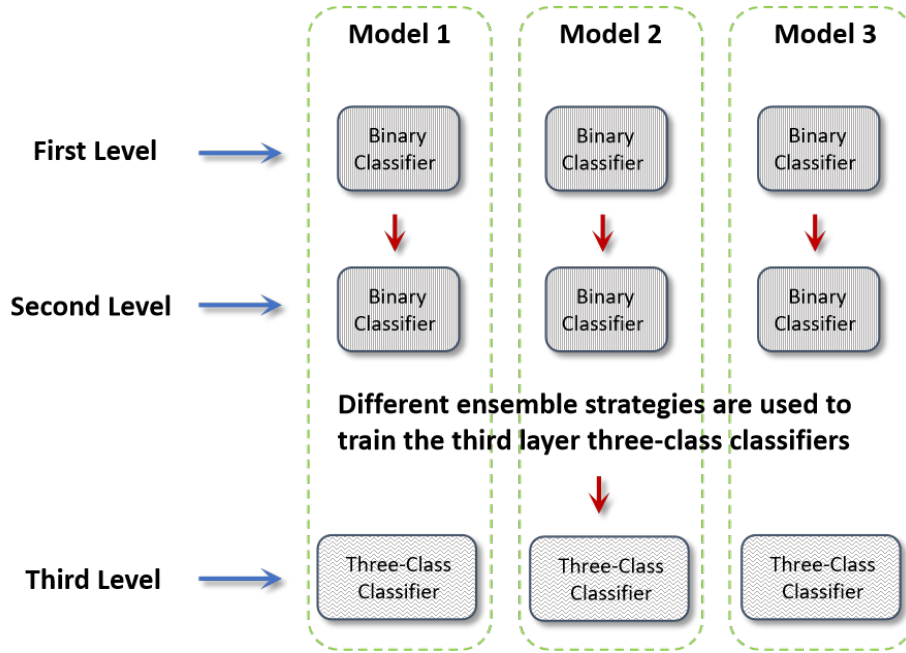 Model 1
Model 2
Model 3
First Level
Binary
Classifier
Binary
Classifier
Binary
Classifier
Second Level
Binary
Classifier
Binary
Classifier
Binary
Classifier
Different ensemble strategies are used to
train the third layer three-class classifiers
Third Level
Three-Class
Classifier
Three-Class
Classifier
Three-Class
Classifier